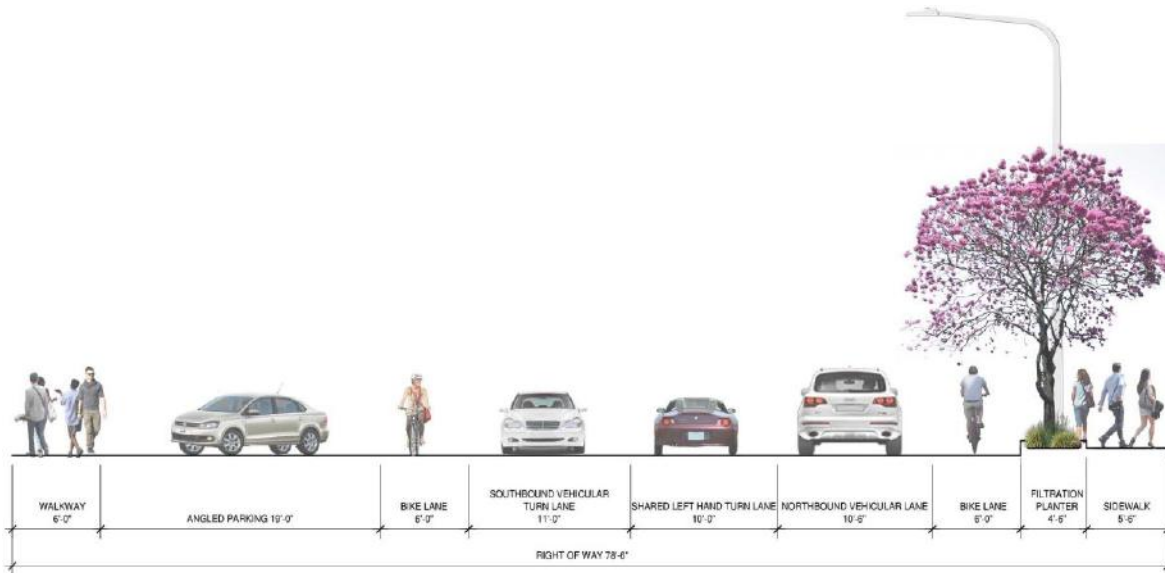 WALKWAY
6'-0"
ANGLED PARKING 19'-0"
BIKE LANE
6'-0"
SOUTHBOUND VEHICULAR
TURN LANE
11'-0"
SHARED LEFT HAND TURN LANE
10'-0"
NORTHBOUND VEHICULAR LANE
10'-6"
BIKE LANE
6'-0"
FILTRATION
PLANTER
4'-6"
SIDEWALK
5'-6"
RIGHT OF WAY 78'-6"